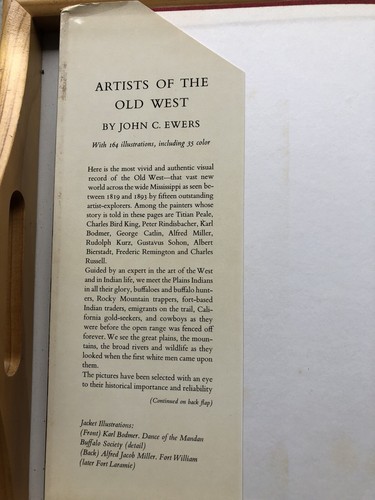 ARTISTS OF THE
OLD WEST
BY JOHN C. EWERS
With 164 illustrations, including 35 color
Here is the most vivid and authentic visual
record of the Old West—that vast new
world across the wide Mississippi as seen be-
tween 1819 and 1893 by fifteen outstanding
artist-explorers. Among the painters whose
story is told in these pages are Titian Peale,
Charles Bird King, Peter Rindisbacher, Karl
Bodmer, George Catlin, Alfred Miller,
Rudolph Kurz, Gustavus Sohon, Albert
Bierstadt, Frederic Remington and Charles
Russell.
Guided by an expert in the art of the West
and in Indian life, we meet the Plains Indians
in all their glory, buffaloes and buffalo hunt-
ers, Rocky Mountain trappers, fort-based
Indian traders, emigrants on the trail, Cali-
fornia gold-seekers, and cowboys as they
were before the open range was fenced off
forever. We see the great plains, the moun-
tains, the broad rivers and wildlife as they
looked when the first white men came upon
them.
The pictures have been selected with an eye
to their historical importance and reliability
(Continued on back flap)
Jacket Illustrations:
(Front) Karl Bodmer. Dance of the Mandan
Buffalo Society (detail)
(Back) Alfred Jacob Miller. Fort William
(later Fort Laramie)